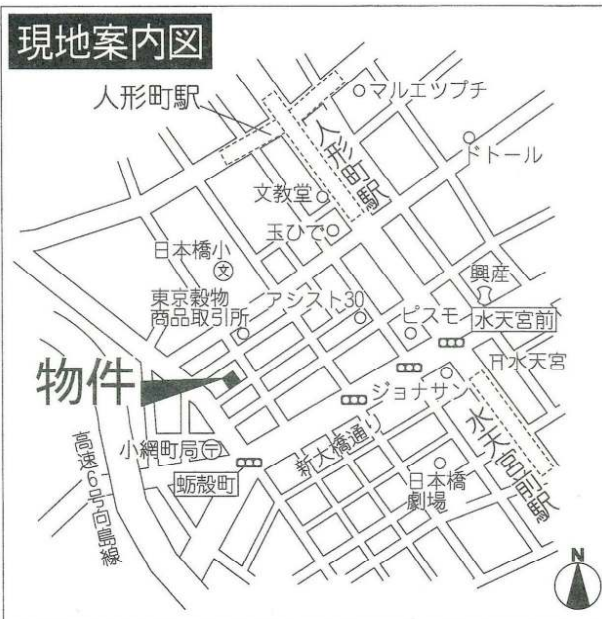 現地案内図
人形町駅
マルエツプチ
人形町駅
ドトール
文教堂
玉ひで
日本橋小
文
興産
東京穀物
商品取引所
アシスト30
ピスモ
水天宮前
水天宮
物件
ジョナサン
小網町局
〒
新大橋通り
蛎殻町
高速6号向島線
日本橋
劇場
水天宮前駅
N